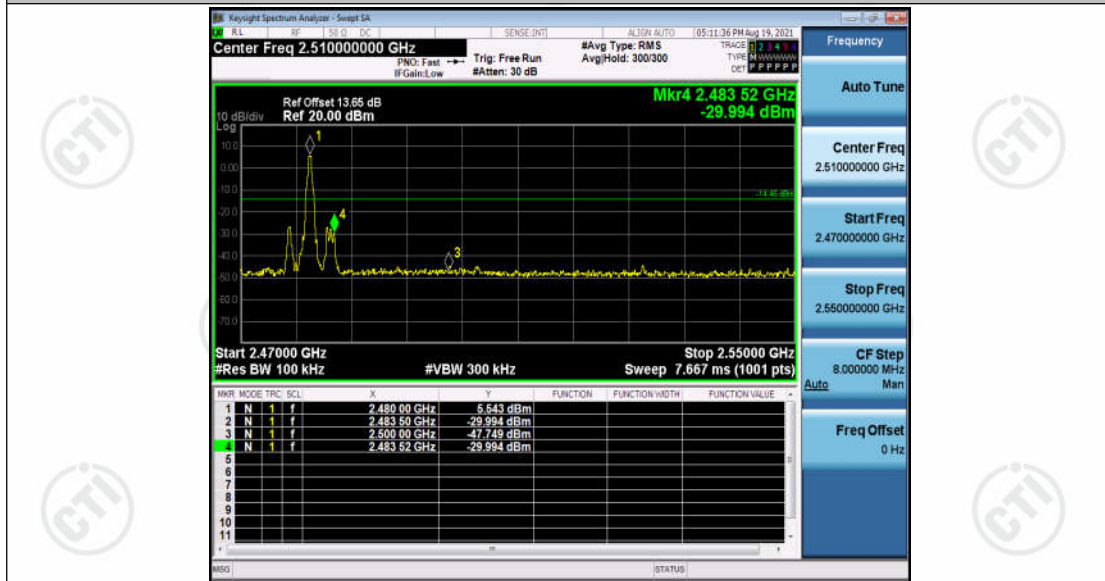 Keysight Spectrum Analyzer - Swept SA
RL RF 50 Ω DC SENSE:INT ALIGN AUTO 05:11:36 PM Aug 19, 2021
Center Freq 2.510000000 GHz
PNO: Fast
IFGain:Low
Trig: Free Run
#Atten: 30 dB
#Avg Type: RMS
Avg|Hold: 300/300
TRACE 1 2 3 4 5 6
TYPE M WWWWW
DET P P P P P P
Mkr4 2.483 52 GHz
-29.994 dBm
Ref Offset 13.65 dB
10 dB/div Ref 20.00 dBm
Log
10.0
0.00
-10.0
-20.0
-30.0
-40.0
-50.0
-60.0
-70.0
1
4
3
Start 2.47000 GHz Stop 2.55000 GHz
#Res BW 100 kHz #VBW 300 kHz Sweep 7.667 ms (1001 pts)
MKR MODE TRC SCL X Y FUNCTION FUNCTION WIDTH FUNCTION VALUE
1 N 1 f 2.480 00 GHz 5.543 dBm
2 N 1 f 2.483 50 GHz -29.994 dBm
3 N 1 f 2.500 00 GHz -47.749 dBm
4 N 1 f 2.483 52 GHz -29.994 dBm
5
6
7
8
9
10
11
MSG STATUS
Frequency
Auto Tune
Center Freq
2.510000000 GHz
Start Freq
2.470000000 GHz
Stop Freq
2.550000000 GHz
CF Step
8.000000 MHz
Auto Man
Freq Offset
0 Hz
CTI
CTI
CTI
CTI